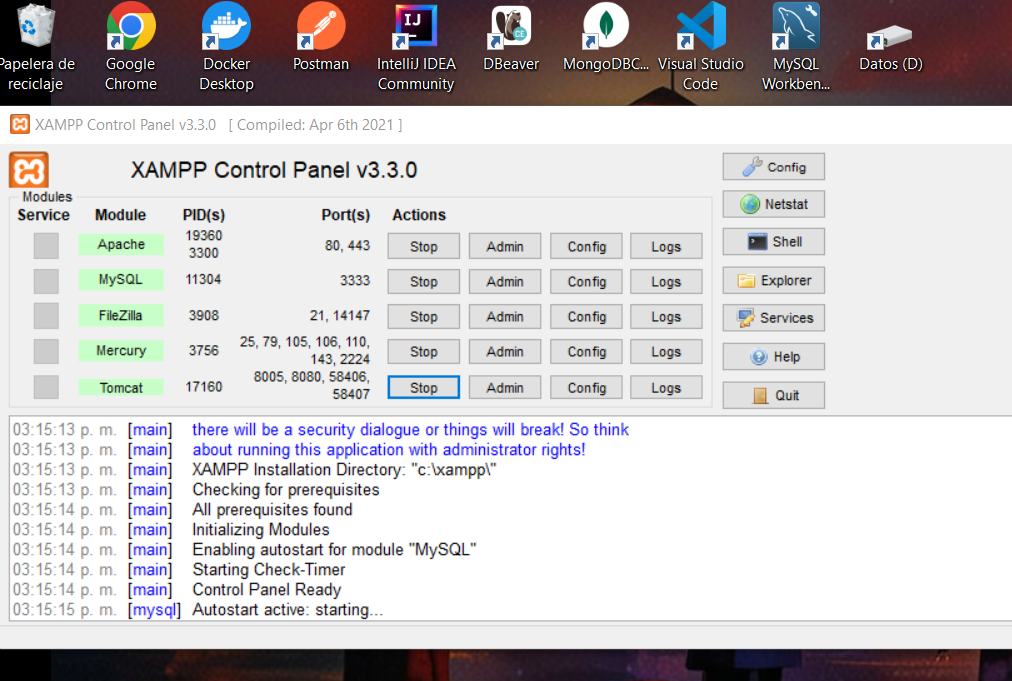 Papelera de reciclaje
Google Chrome
Docker Desktop
Postman
IJ
IntelliJ IDEA Community
CE
DBeaver
MongoDBC...
Visual Studio Code
MySQL Workben...
Datos (D)
XAMPP Control Panel v3.3.0 [ Compiled: Apr 6th 2021 ]
XAMPP Control Panel v3.3.0
Config
Modules
Service Module PID(s) Port(s) Actions
Netstat
Apache 19360 3300 80, 443 Stop Admin Config Logs
Shell
MySQL 11304 3333 Stop Admin Config Logs
Explorer
FileZilla 3908 21, 14147 Stop Admin Config Logs
Services
Mercury 3756 25, 79, 105, 106, 110, 143, 2224 Stop Admin Config Logs
Help
Tomcat 17160 8005, 8080, 58406, 58407 Stop Admin Config Logs
Quit
03:15:13 p. m. [main] there will be a security dialogue or things will break! So think
03:15:13 p. m. [main] about running this application with administrator rights!
03:15:13 p. m. [main] XAMPP Installation Directory: "c:\xampp\"
03:15:13 p. m. [main] Checking for prerequisites
03:15:14 p. m. [main] All prerequisites found
03:15:14 p. m. [main] Initializing Modules
03:15:14 p. m. [main] Enabling autostart for module "MySQL"
03:15:14 p. m. [main] Starting Check-Timer
03:15:14 p. m. [main] Control Panel Ready
03:15:15 p. m. [mysql] Autostart active: starting...